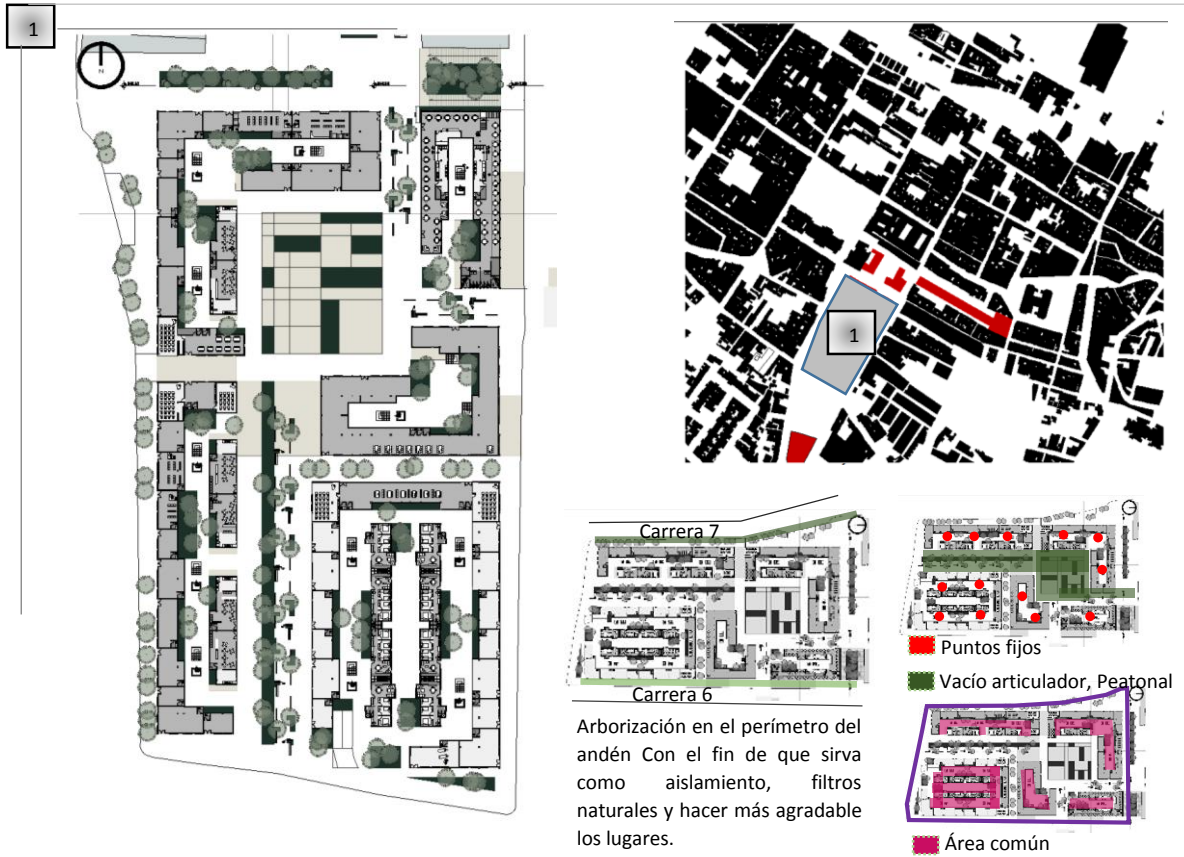 1
N
1
Carrera 7
Carrera 6
Arborización en el perímetro del
andén Con el fin de que sirva
como aislamiento, filtros
naturales y hacer más agradable
los lugares.
Puntos fijos
Vacío articulador, Peatonal
Área común